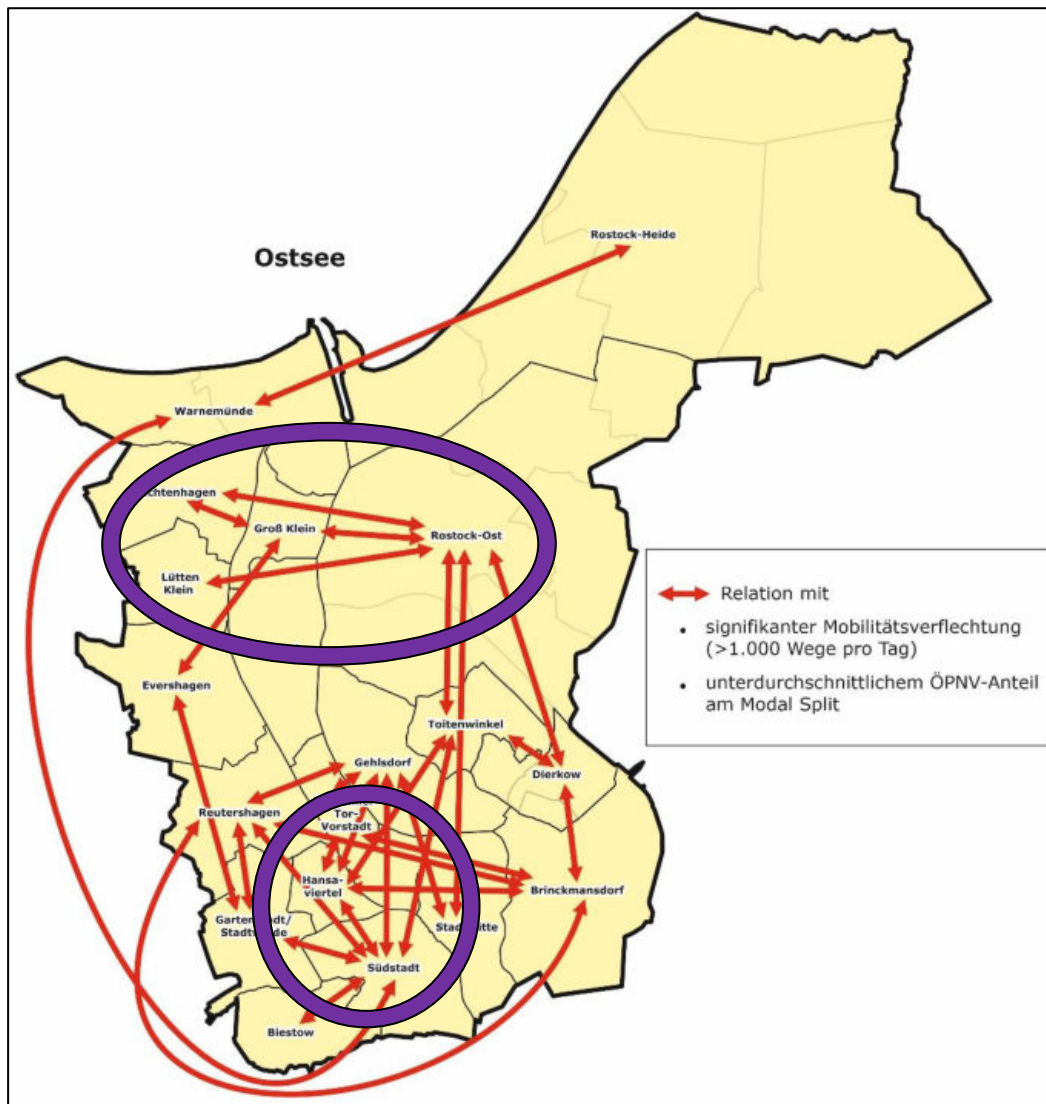 Rostock-Heide
Ostsee
Warnemünde
Groß Klein
Rostock-Ost
Lütten
Klein
Relation mit
• signifikanter Mobilitätsverflechtung
(>1.000 Wege pro Tag)
• unterdurchschnittlichem ÖPNV-Anteil
am Modal Split
Evershagen
Toitenwinkel
Gehlsdorf
Dierkow
Reutershagen
Tor-
Vorstadt
Hansa-
viertel
Brinckmansdorf
Südstadt
Biestow